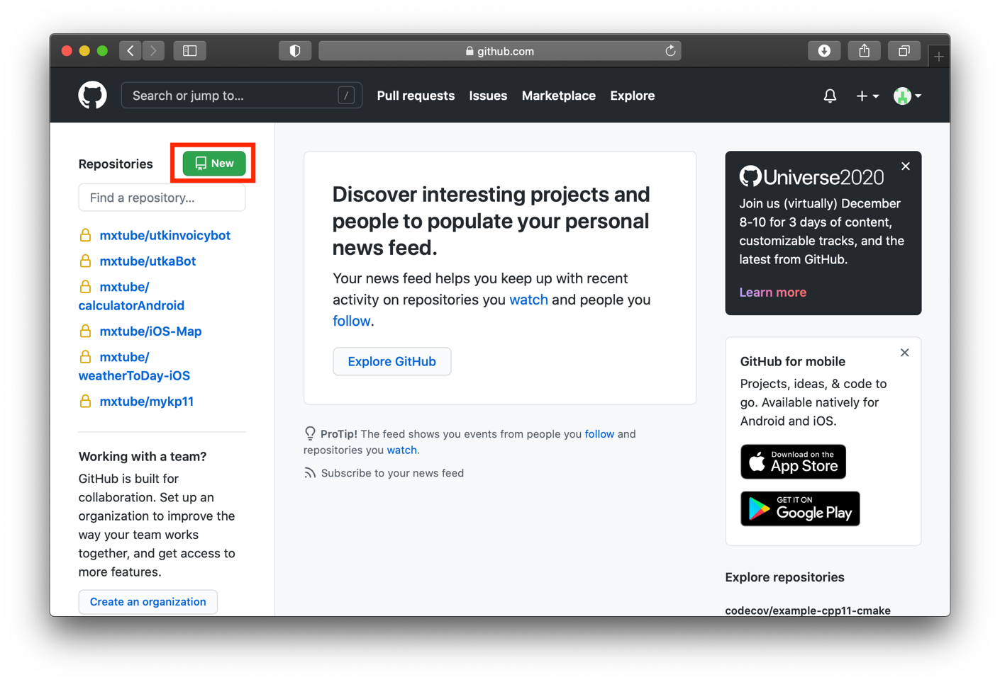 github.com
Search or jump to...
/
Pull requests
Issues
Marketplace
Explore
Repositories
New
Find a repository...
mxtube/utkinvoicybot
mxtube/utkaBot
mxtube/
calculatorAndroid
mxtube/iOS-Map
mxtube/
weatherToDay-iOS
mxtube/mykp11
Working with a team?
GitHub is built for
collaboration. Set up an
organization to improve the
way your team works
together, and get access to
more features.
Create an organization
Discover interesting projects and
people to populate your personal
news feed.
Your news feed helps you keep up with recent
activity on repositories you watch and people you
follow.
Explore GitHub
ProTip! The feed shows you events from people you follow and
repositories you watch.
Subscribe to your news feed
Universe2020
Join us (virtually) December
8-10 for 3 days of content,
customizable tracks, and the
latest from GitHub.
Learn more
GitHub for mobile
Projects, ideas, & code to
go. Available natively for
Android and iOS.
Download on the
App Store
GET IT ON
Google Play
Explore repositories
codecov/example-cpp11-cmake